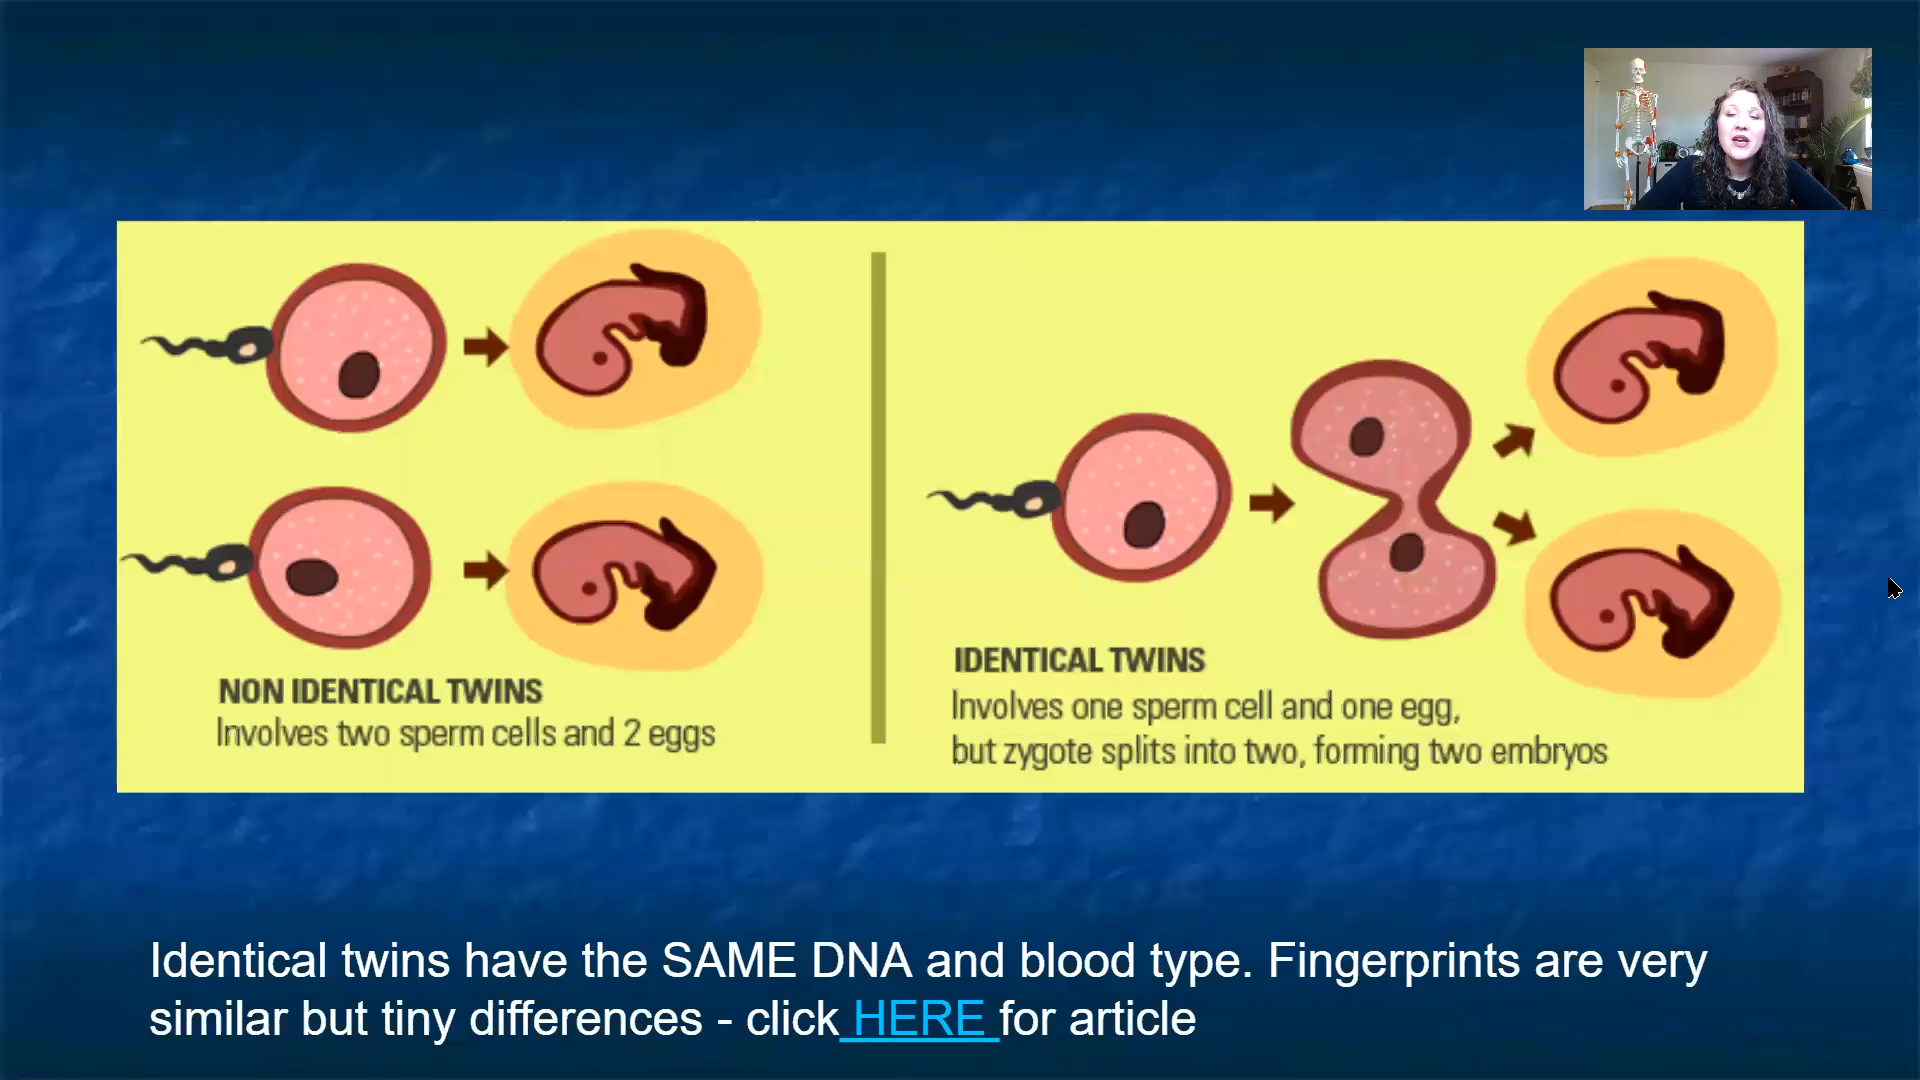 NON IDENTICAL TWINS
Involves two sperm cells and 2 eggs
IDENTICAL TWINS
Involves one sperm cell and one egg,
but zygote splits into two, forming two embryos
Identical twins have the SAME DNA and blood type. Fingerprints are very
similar but tiny differences - click HERE for article